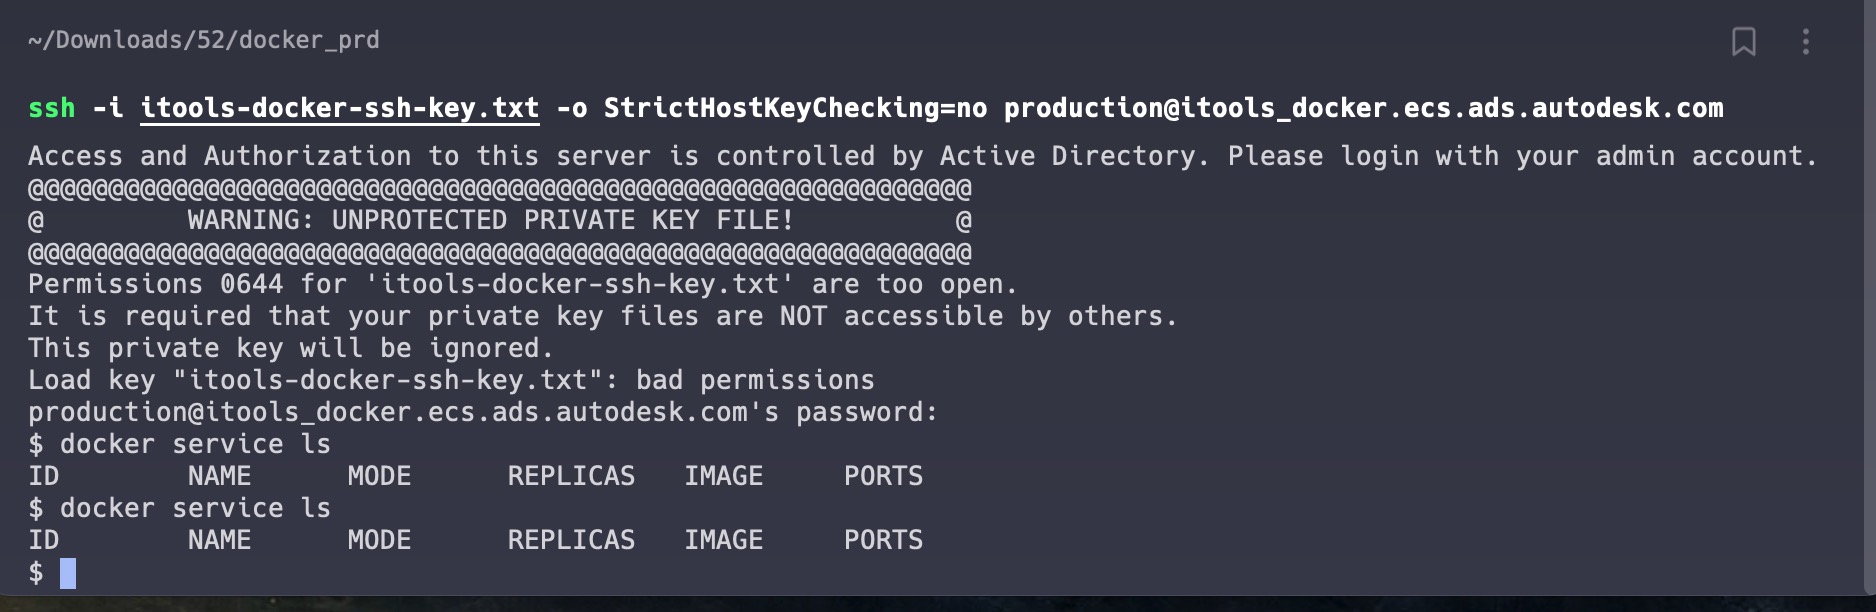 ~/Downloads/52/docker_prd
ssh -i itools-docker-ssh-key.txt -o StrictHostKeyChecking=no production@itools_docker.ecs.ads.autodesk.com
Access and Authorization to this server is controlled by Active Directory. Please login with your admin account.
@@@@@@@@@@@@@@@@@@@@@@@@@@@@@@@@@@@@@@@@@@@@@@@@@@@@@@@@@@@
@         WARNING: UNPROTECTED PRIVATE KEY FILE!          @
@@@@@@@@@@@@@@@@@@@@@@@@@@@@@@@@@@@@@@@@@@@@@@@@@@@@@@@@@@@
Permissions 0644 for 'itools-docker-ssh-key.txt' are too open.
It is required that your private key files are NOT accessible by others.
This private key will be ignored.
Load key "itools-docker-ssh-key.txt": bad permissions
production@itools_docker.ecs.ads.autodesk.com's password:
$ docker service ls
ID        NAME      MODE      REPLICAS   IMAGE     PORTS
$ docker service ls
ID        NAME      MODE      REPLICAS   IMAGE     PORTS
$